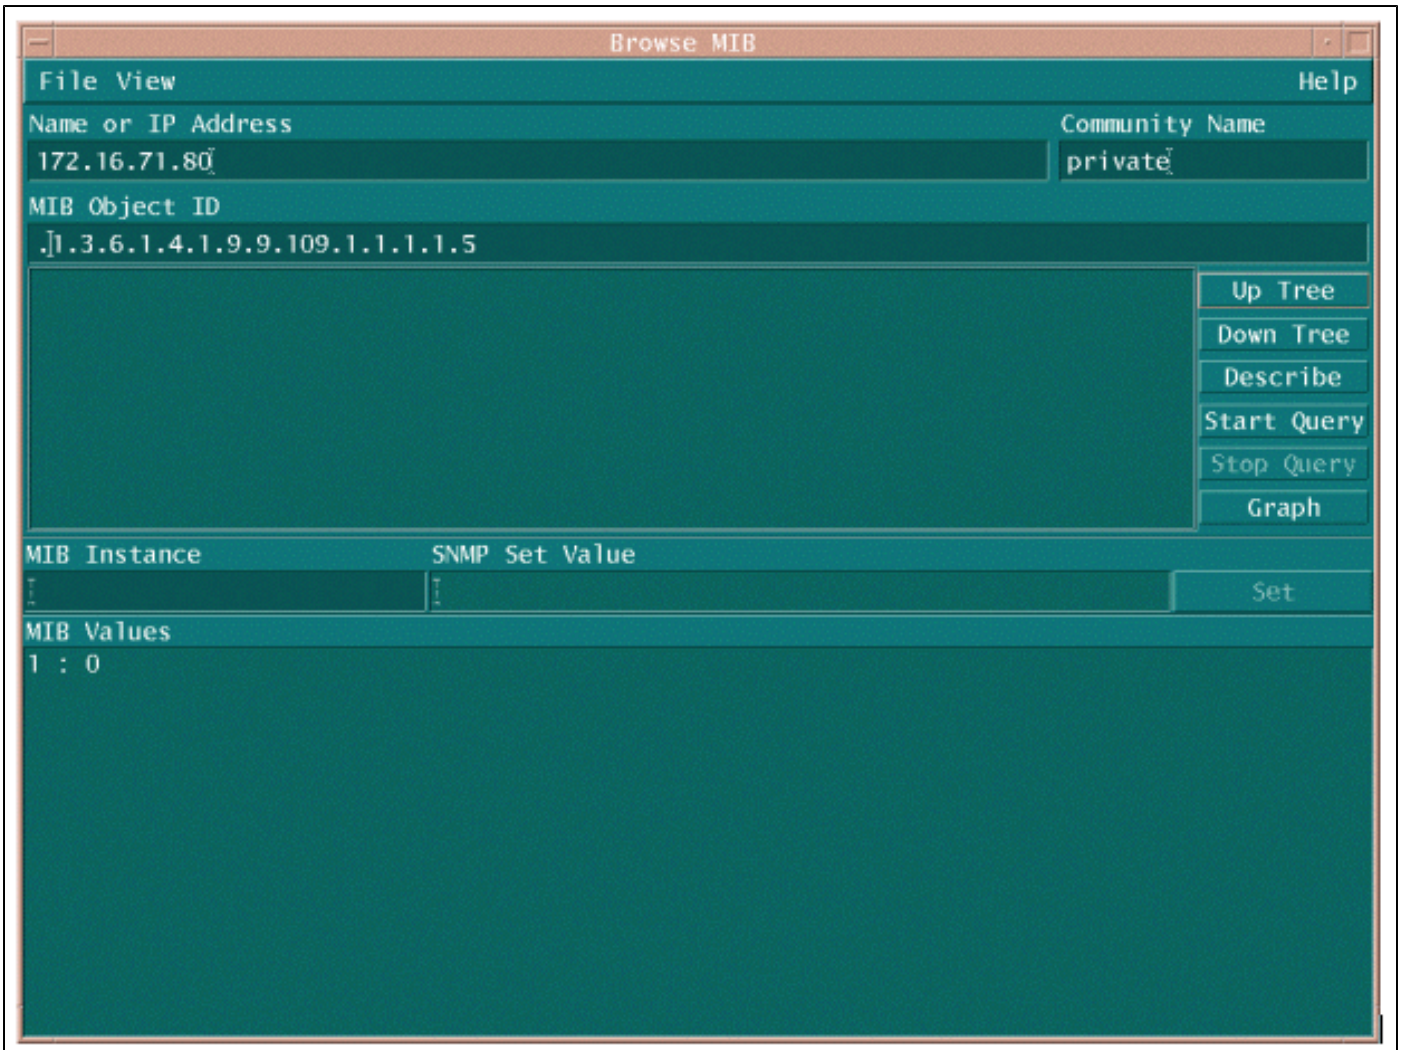 Browse MIB
File View Help
Name or IP Address Community Name
172.16.71.80 private
MIB Object ID
.1.3.6.1.4.1.9.9.109.1.1.1.1.5
Up Tree
Down Tree
Describe
Start Query
Stop Query
Graph
MIB Instance SNMP Set Value
Set
MIB Values
1 : 0